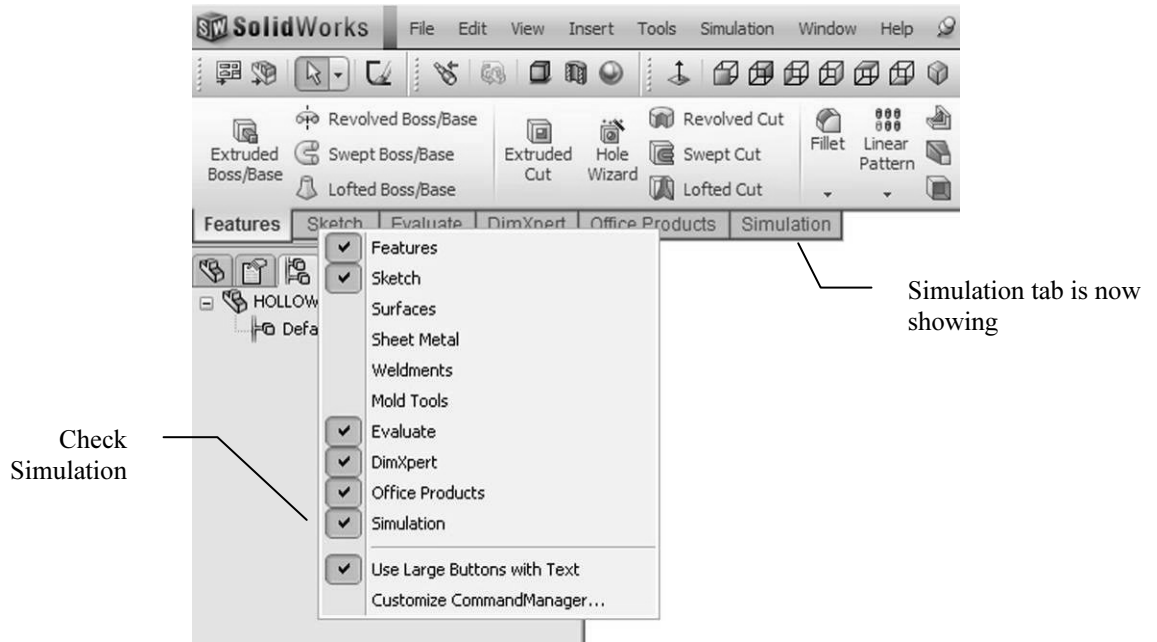 SolidWorks File Edit View Insert Tools Simulation Window Help
Extruded Boss/Base
Revolved Boss/Base
Swept Boss/Base
Lofted Boss/Base
Extruded Cut
Hole Wizard
Revolved Cut
Swept Cut
Lofted Cut
Fillet
Linear Pattern
Features Sketch Evaluate DimXpert Office Products Simulation
HOLLOW
Defa
Features
Sketch
Surfaces
Sheet Metal
Weldments
Mold Tools
Evaluate
DimXpert
Office Products
Simulation
Use Large Buttons with Text
Customize CommandManager...
Simulation tab is now
showing
Check
Simulation